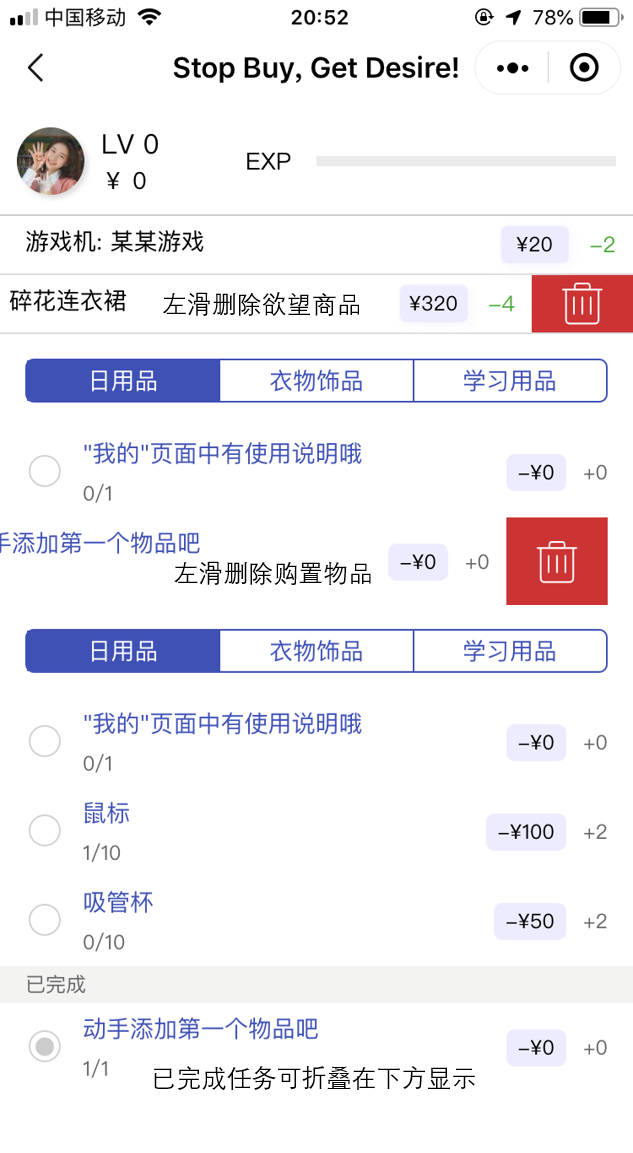 中国移动 20:52 78%
Stop Buy, Get Desire!
LV 0
¥ 0
EXP
游戏机: 某某游戏 ¥20 −2
碎花连衣裙 左滑删除欲望商品 ¥320 −4
日用品 衣物饰品 学习用品
"我的"页面中有使用说明哦 −¥0 +0
0/1
手添加第一个物品吧 −¥0 +0
左滑删除购置物品
日用品 衣物饰品 学习用品
"我的"页面中有使用说明哦 −¥0 +0
0/1
鼠标 −¥100 +2
1/10
吸管杯 −¥50 +2
0/10
已完成
动手添加第一个物品吧 −¥0 +0
1/1
已完成任务可折叠在下方显示